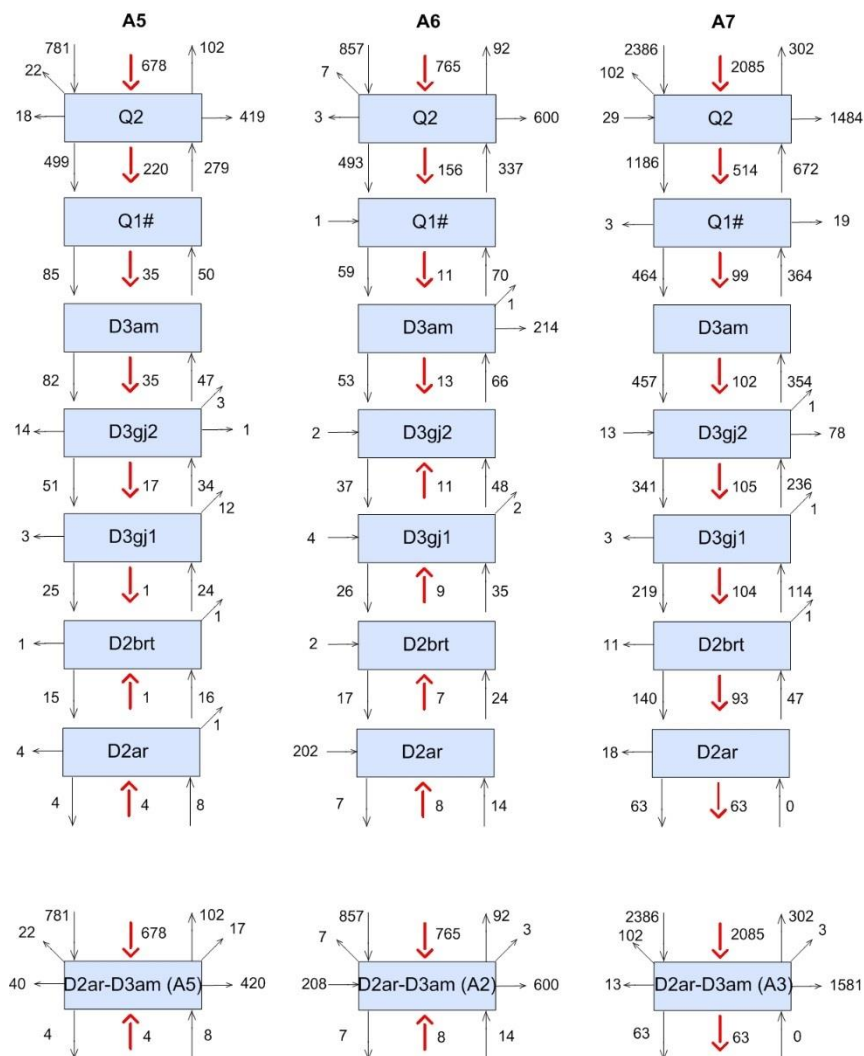 A5 A6 A7
781 102 857 92 2386 302
22 678 7 765 102 2085
18 Q2 419 3 Q2 600 29 Q2 1484
499 220 279 493 156 337 1186 514 672
Q1# 1 Q1# 3 Q1# 19
85 35 50 59 11 70 464 99 364
1
D3am D3am 214 D3am
82 35 47 53 13 66 457 102 354
3 1
14 D3gj2 1 2 D3gj2 13 D3gj2 78
51 17 34 37 11 48 341 105 236
12 2 1
3 D3gj1 4 D3gj1 3 D3gj1
25 1 24 26 9 35 219 104 114
1 1
1 D2brt 2 D2brt 11 D2brt
15 1 16 17 7 24 140 93 47
1
4 D2ar 202 D2ar 18 D2ar
4 4 8 7 8 14 63 63 0
781 102 857 92 2386 302
22 678 17 7 765 3 102 2085 3
40 D2ar-D3am (A5) 420 208 D2ar-D3am (A2) 600 13 D2ar-D3am (A3) 1581
4 4 8 7 8 14 63 63 0